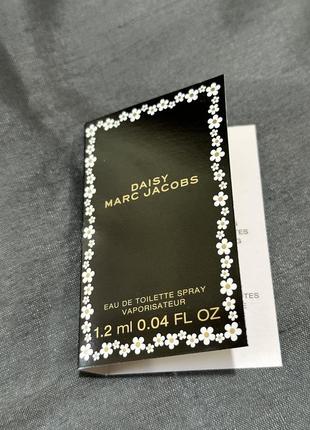 DAISY
MARC JACOBS
EAU DE TOILETTE SPRAY
VAPORISATEUR
1.2 ml 0.04 FL OZ